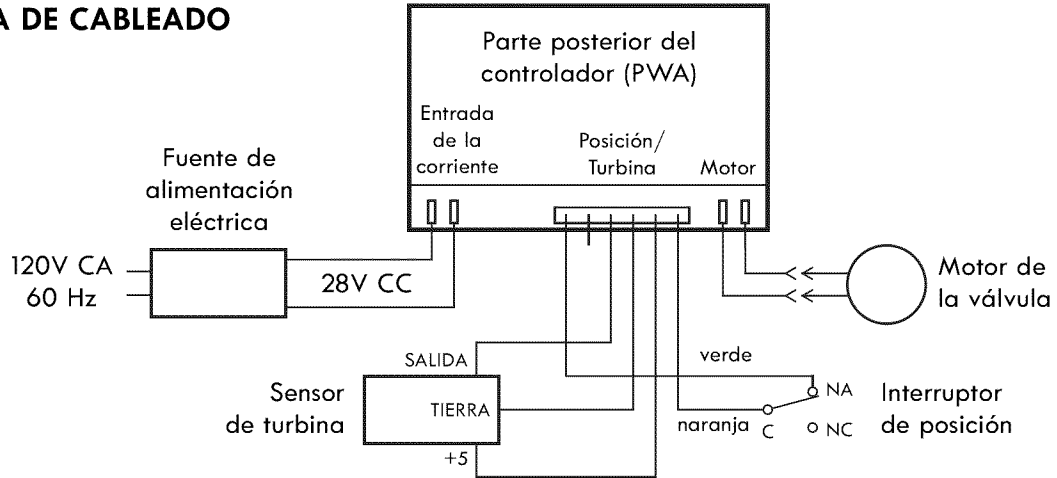 A DE CABLEADO
Parte posterior del
controlador (PWA)
Entrada
de la
corriente
Posición/
Turbina
Motor
Fuente de
alimentación
eléctrica
120V CA
60 Hz
28V CC
Motor de
la válvula
SALIDA
verde
Sensor
de turbina
TIERRA
NA
Interruptor
de posición
naranja
C
NC
+5